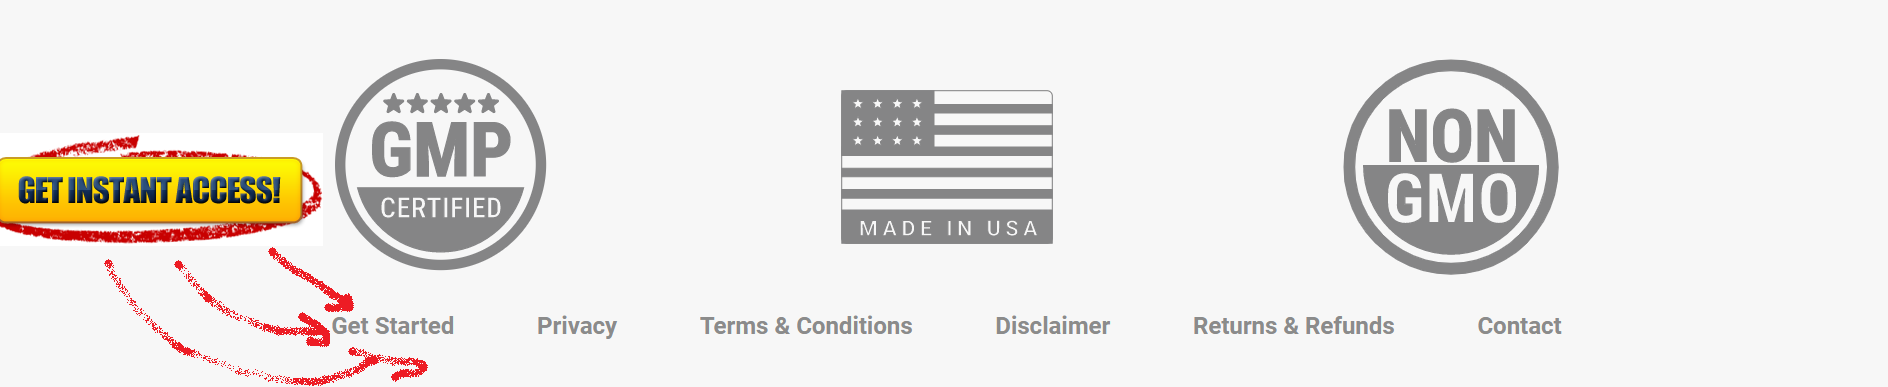 GET INSTANT ACCESS!
GMP
CERTIFIED
MADE IN USA
NON
GMO
Get Started
Privacy
Terms & Conditions
Disclaimer
Returns & Refunds
Contact